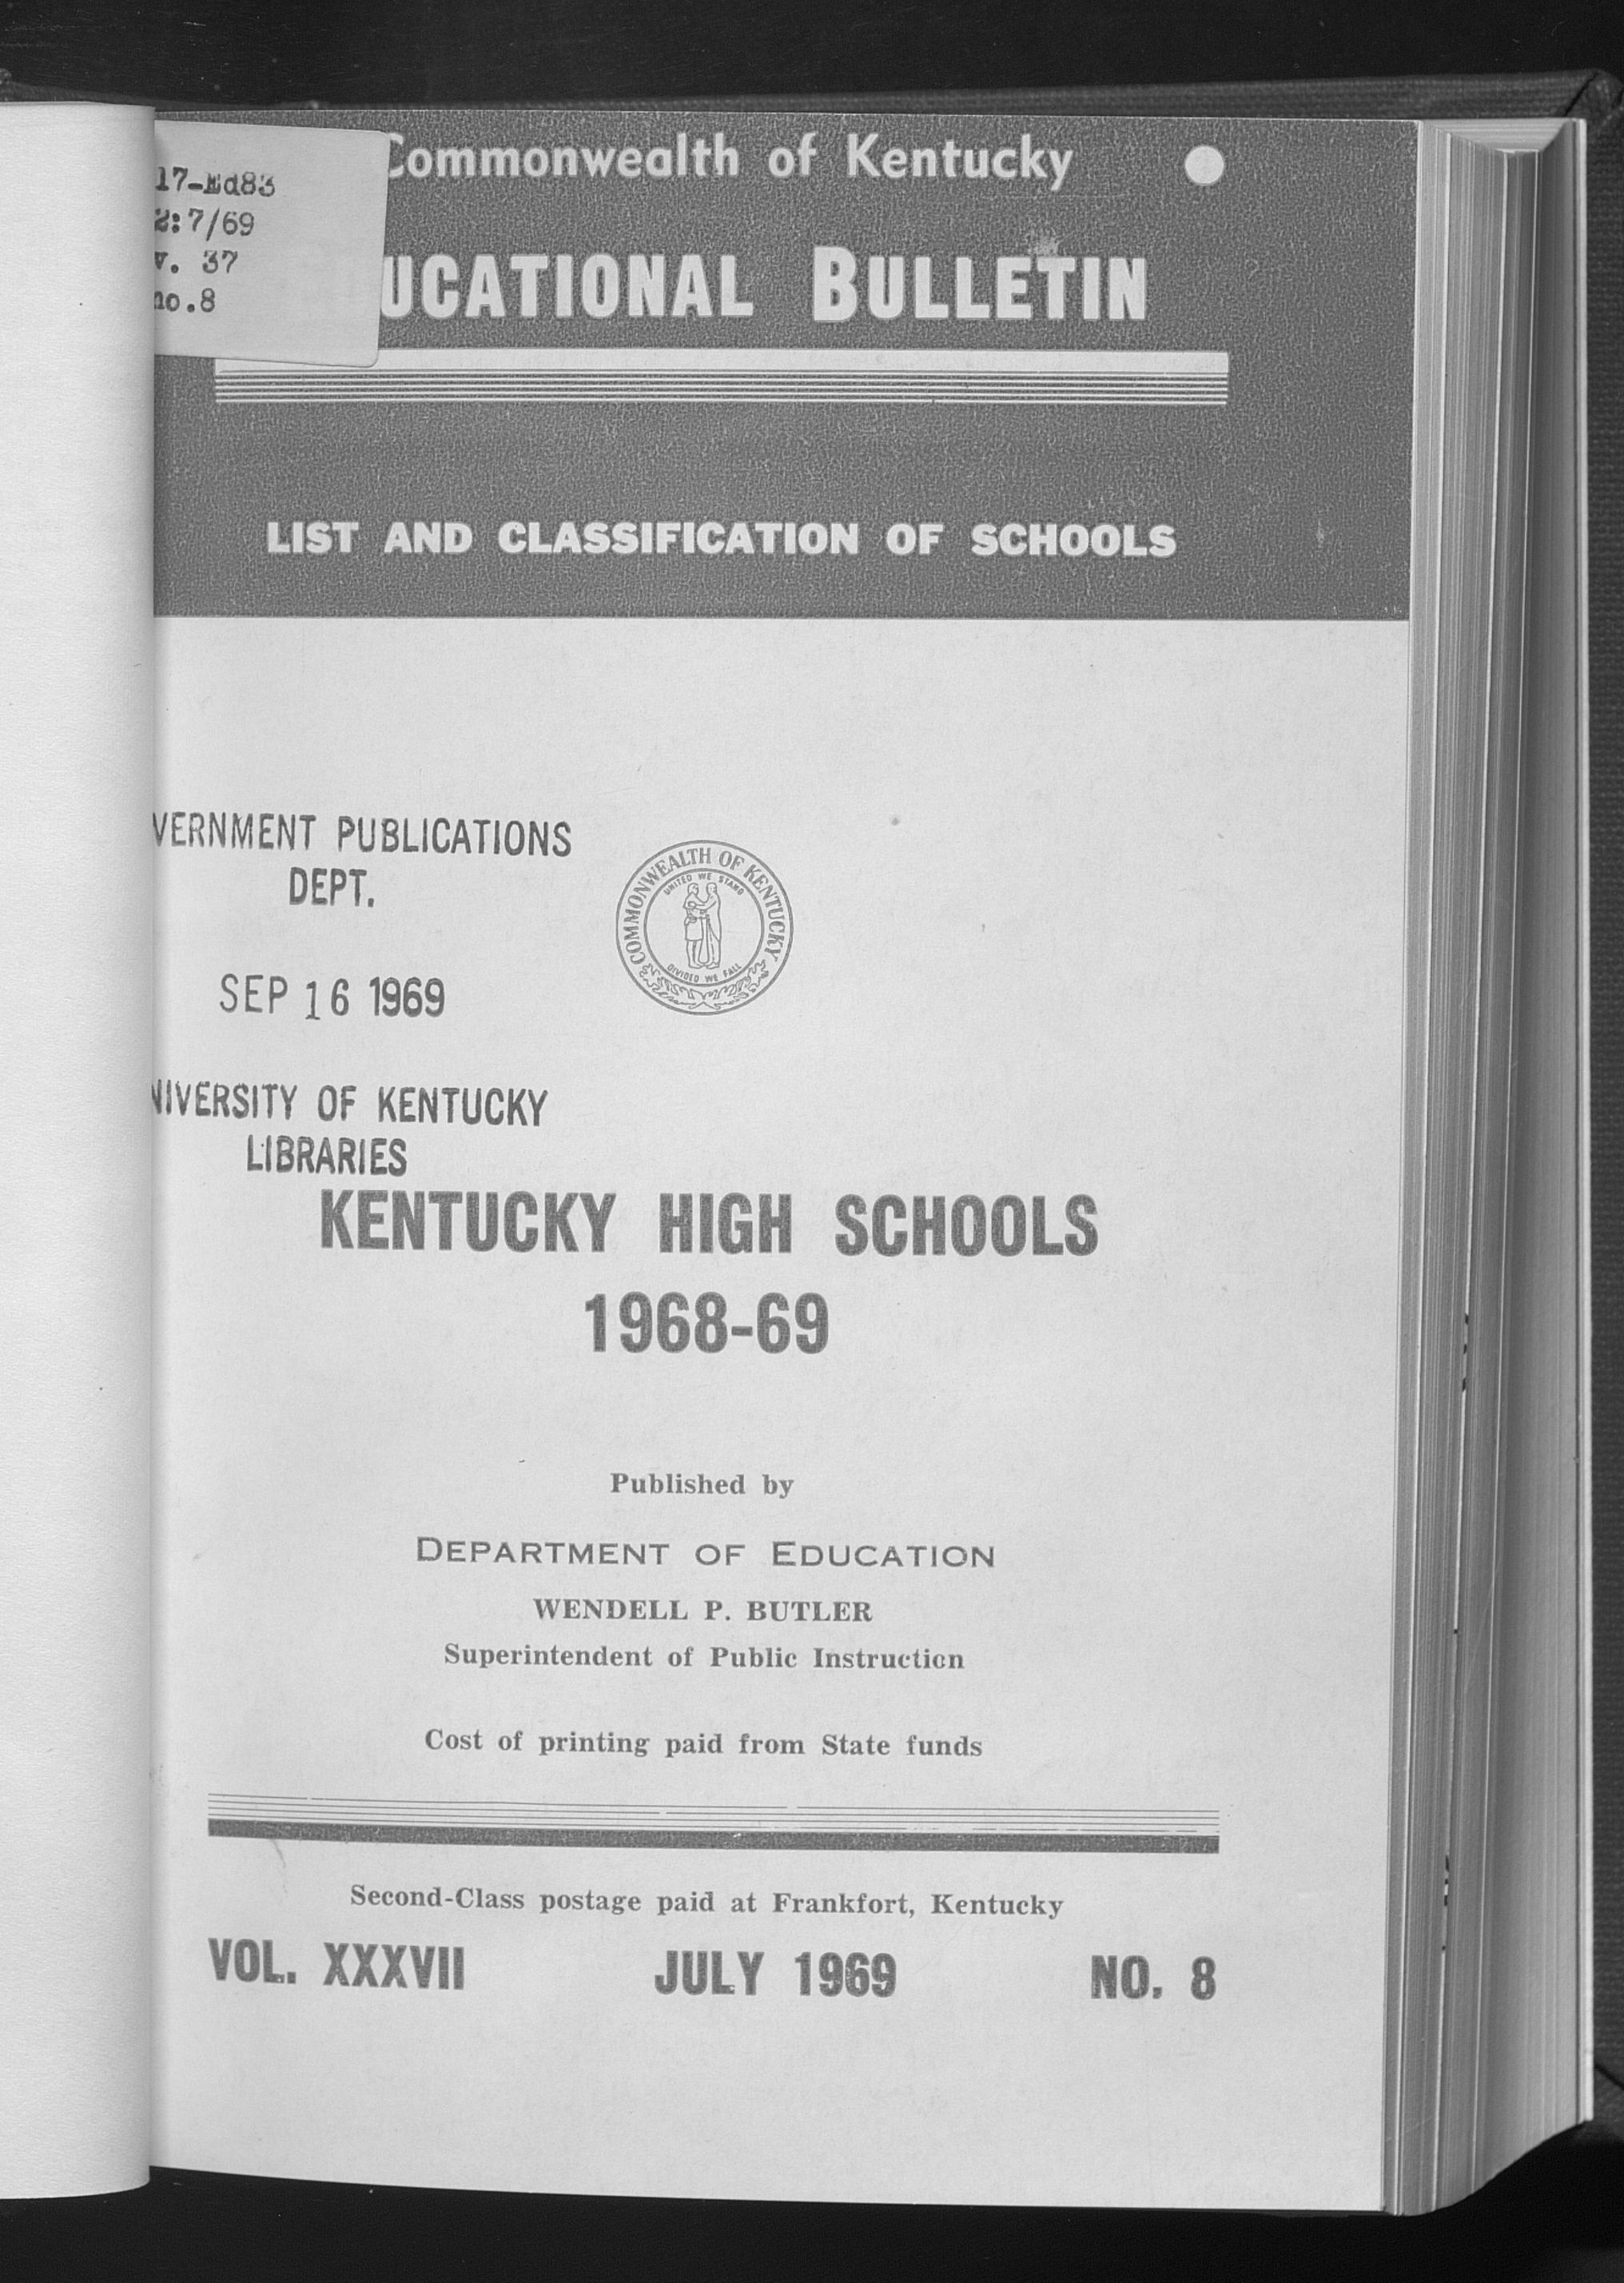 17-Ed83
2:7/69
v. 37
no.8
Commonwealth of Kentucky
UCATIONAL BULLETIN
LIST AND CLASSIFICATION OF SCHOOLS
VERNMENT PUBLICATIONS
DEPT.
COMMONWEALTH OF KENTUCKY
UNITED WE STAND
DIVIDED WE FALL
SEP 16 1969
NIVERSITY OF KENTUCKY
LIBRARIES
KENTUCKY HIGH SCHOOLS
1968-69
Published by
DEPARTMENT OF EDUCATION
WENDELL P. BUTLER
Superintendent of Public Instruction
Cost of printing paid from State funds
Second-Class postage paid at Frankfort, Kentucky
VOL. XXXVII JULY 1969 NO. 8